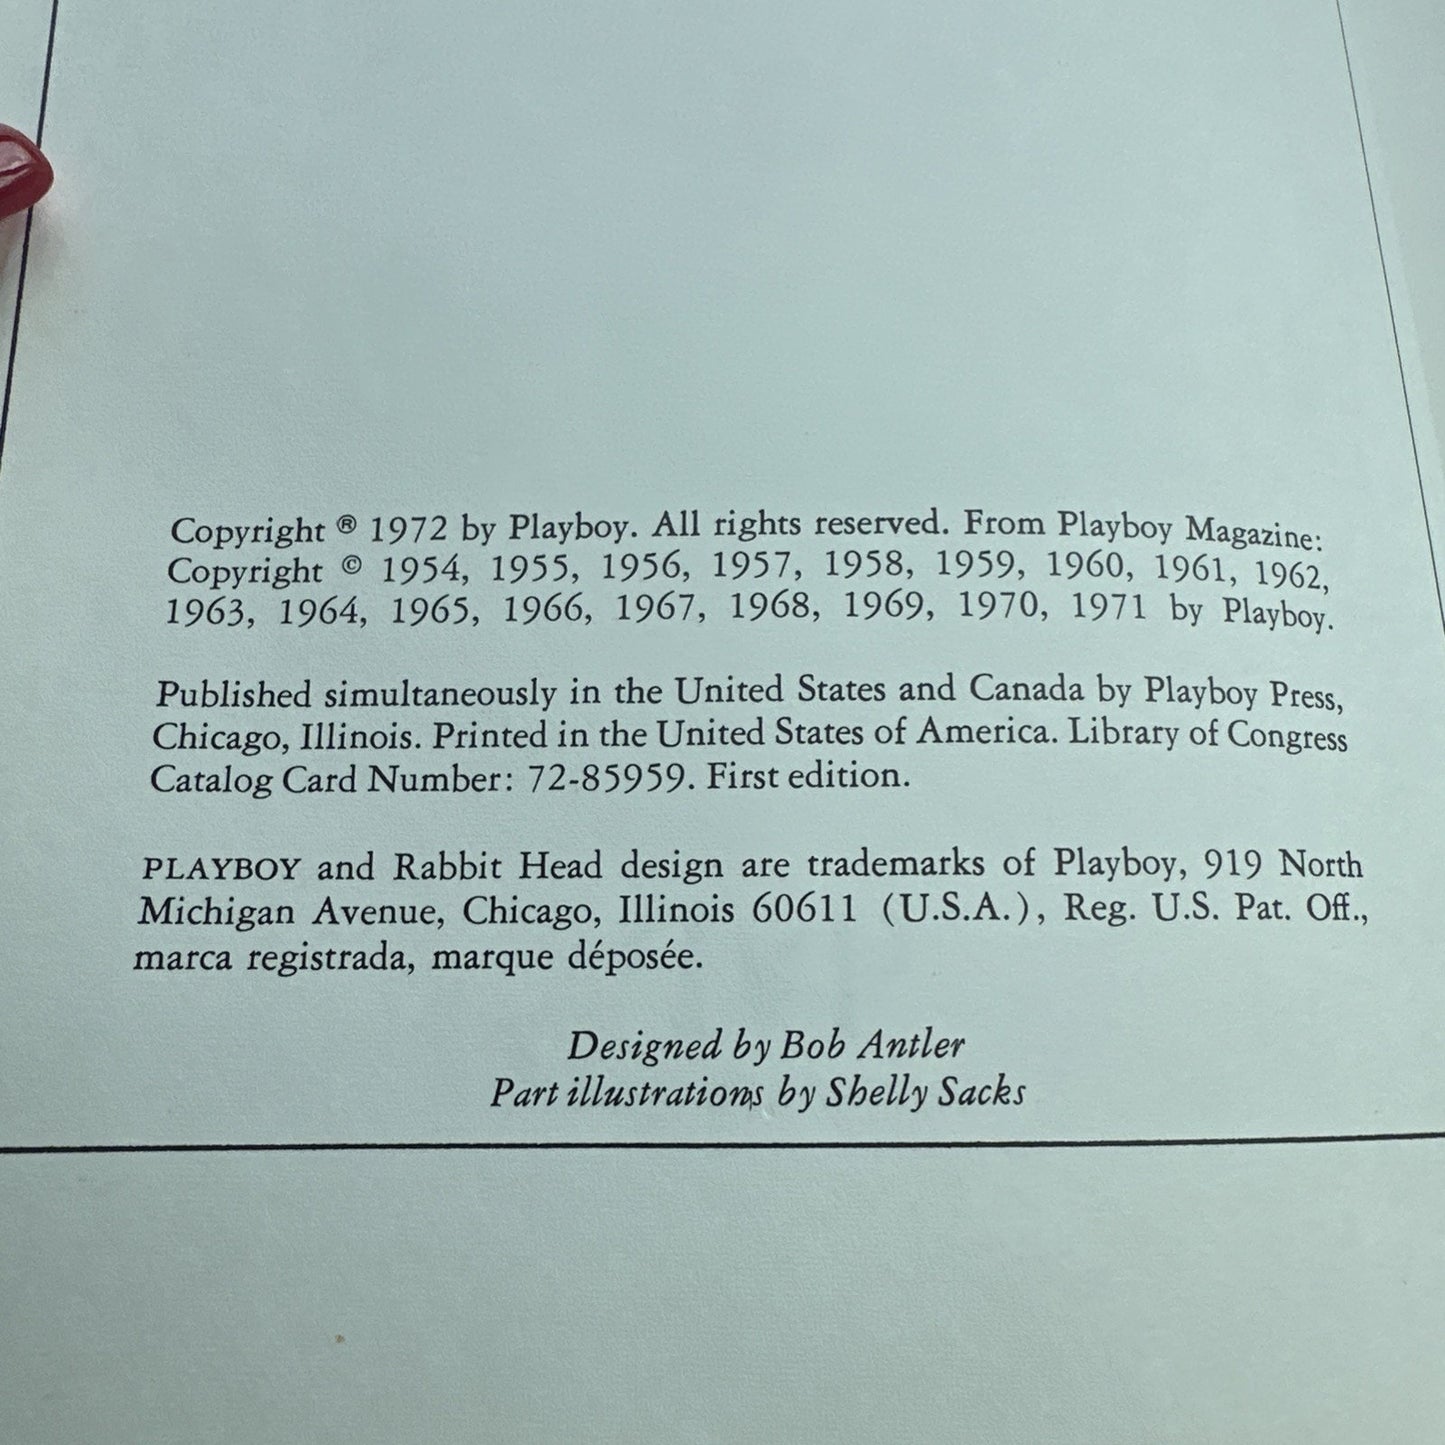 Copyright ® 1972 by Playboy. All rights reserved. From Playboy Magazine:
Copyright © 1954, 1955, 1956, 1957, 1958, 1959, 1960, 1961, 1962,
1963, 1964, 1965, 1966, 1967, 1968, 1969, 1970, 1971 by Playboy.
Published simultaneously in the United States and Canada by Playboy Press,
Chicago, Illinois. Printed in the United States of America. Library of Congress
Catalog Card Number: 72-85959. First edition.
PLAYBOY and Rabbit Head design are trademarks of Playboy, 919 North
Michigan Avenue, Chicago, Illinois 60611 (U.S.A.), Reg. U.S. Pat. Off.,
marca registrada, marque déposée.
Designed by Bob Antler
Part illustrations by Shelly Sacks